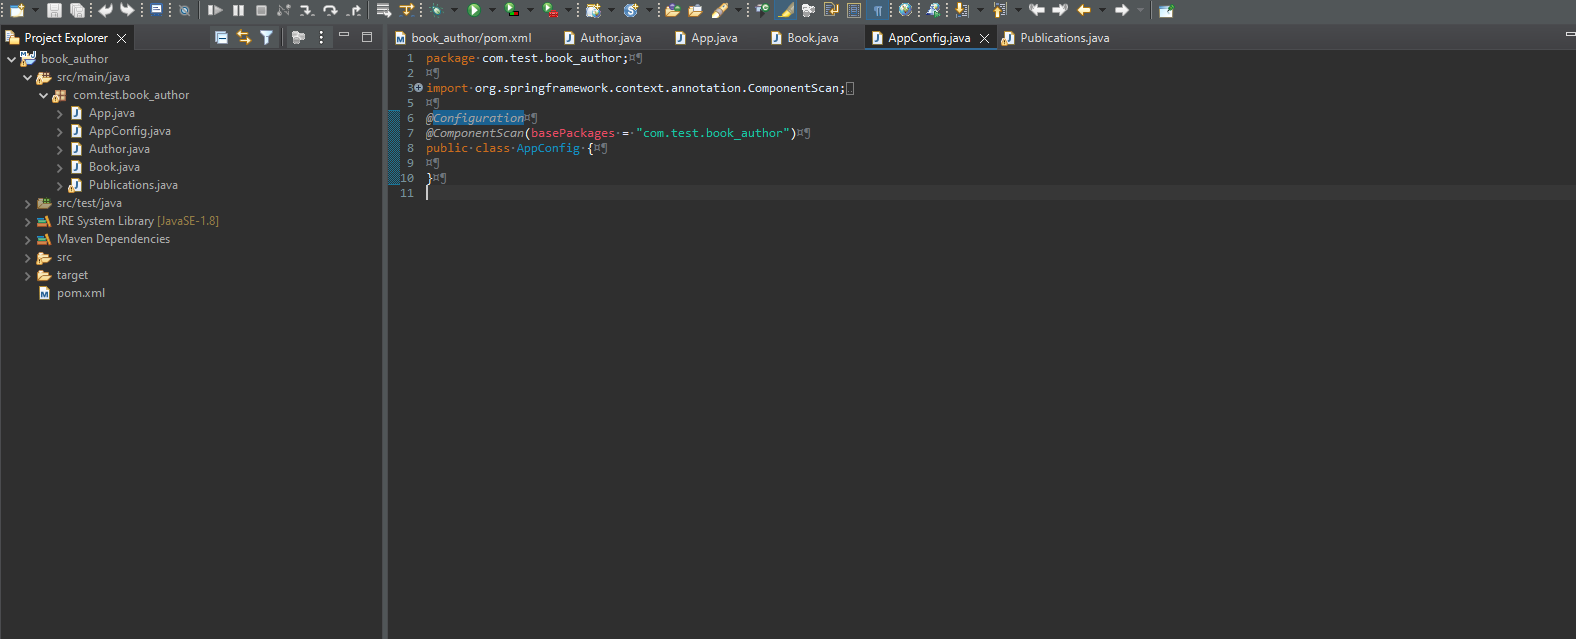 Project Explorer
book_author
src/main/java
com.test.book_author
App.java
AppConfig.java
Author.java
Book.java
Publications.java
src/test/java
JRE System Library [JavaSE-1.8]
Maven Dependencies
src
target
pom.xml
book_author/pom.xml Author.java App.java Book.java AppConfig.java Publications.java
1 package·com.test.book_author;¤¶
2 ¤¶
3 import·org.springframework.context.annotation.ComponentScan;
5 ¤¶
6 @Configuration¤¶
7 @ComponentScan(basePackages·=·"com.test.book_author")¤¶
8 public·class·AppConfig·{¤¶
9 ¤¶
10 }¤¶
11